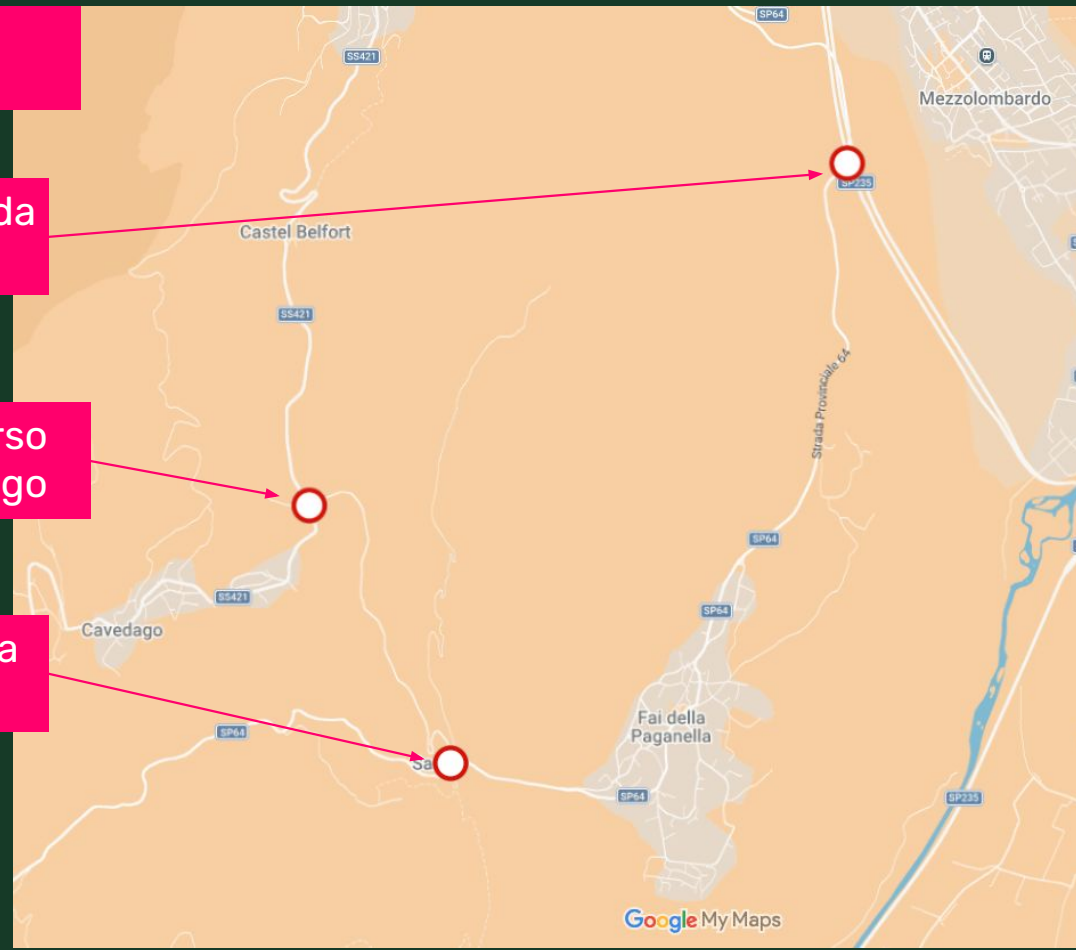 SP64
SS421
Mezzolombardo
da
SP235
Castel Belfort
SS421
Strada Provinciale 64
rso
go
SP64
SS421
SP64
Cavedago
a
Fai della
Paganella
SP64
Sa
SP64
SP235
Google My Maps